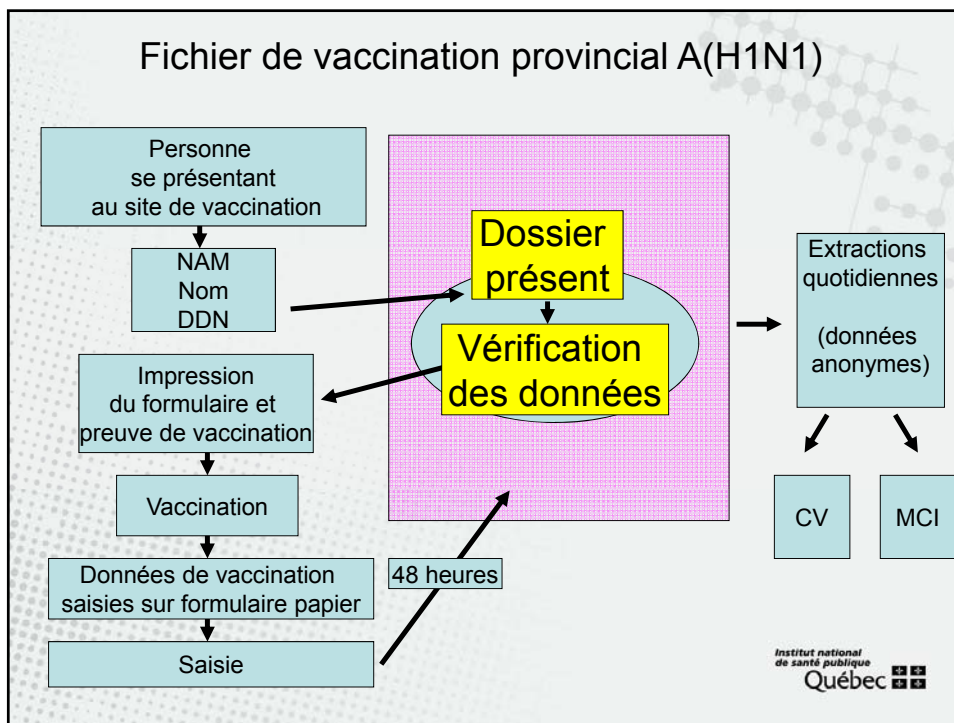 Fichier de vaccination provincial A(H1N1)
Personne
se présentant
au site de vaccination
NAM
Nom
DDN
Dossier
présent
Vérification
des données
Impression
du formulaire et
preuve de vaccination
Vaccination
Données de vaccination
saisies sur formulaire papier
Saisie
48 heures
Extractions
quotidiennes
(données
anonymes)
CV
MCI
Institut national
de santé publique
Québec